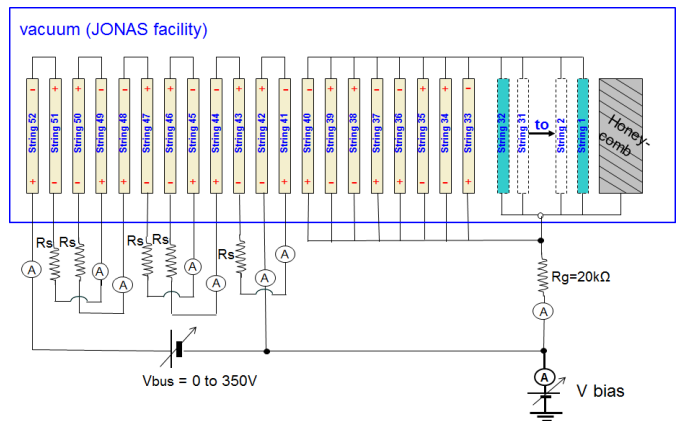 vacuum (JONAS facility)
- + - + - + - + - + - + - + - - - + + -
String 52
String 51
String 50
String 49
String 48
String 47
String 46
String 45
String 44
String 43
String 42
String 41
String 40
String 39
String 38
String 37
String 36
String 35
String 34
String 33
String 32
String 31
to
String 2
String 1
Honey-
comb
+ - + - + - + - + - + - + - + + + - - +
Rs Rs Rs Rs Rs
A A A A A A A A
Rg=20kΩ
A
Vbus = 0 to 350V
A
V bias